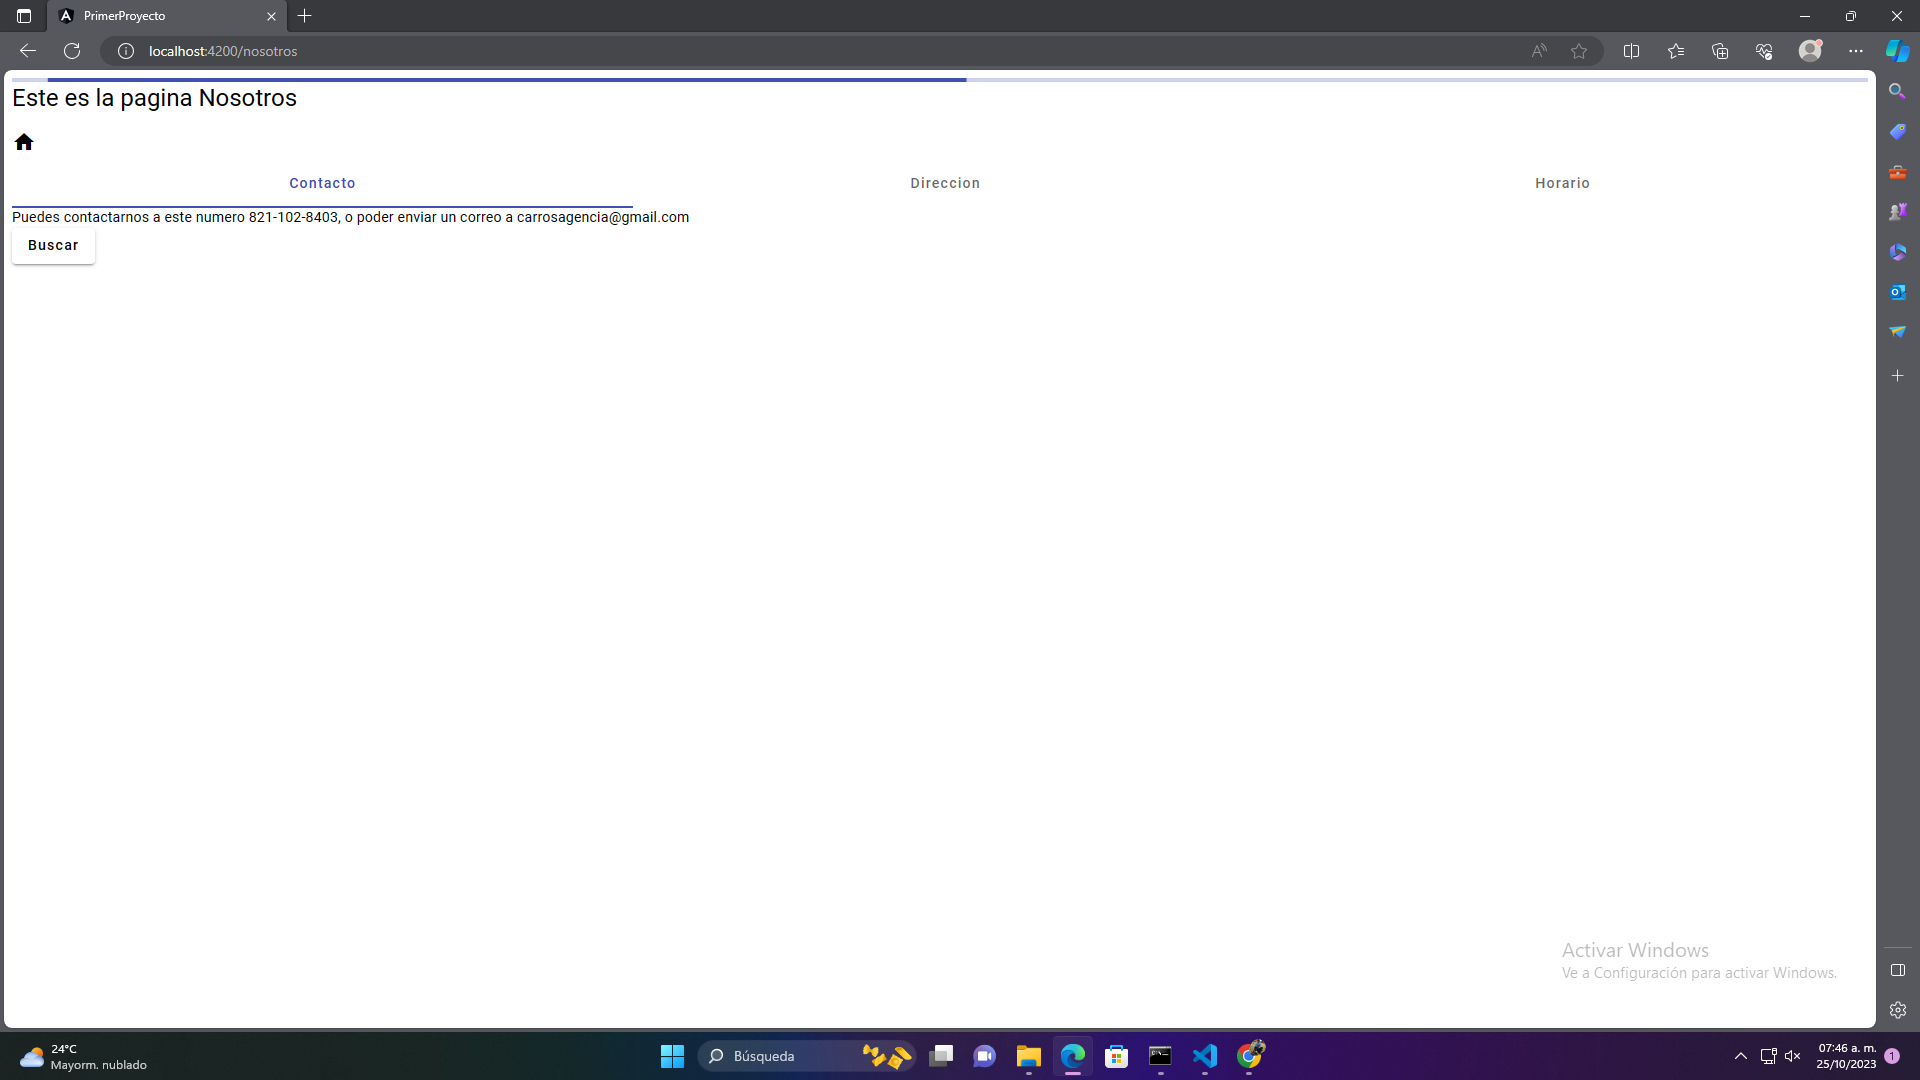 PrimerProyecto
localhost:4200/nosotros
Este es la pagina Nosotros
Contacto
Direccion
Horario
Puedes contactarnos a este numero 821-102-8403, o poder enviar un correo a carrosagencia@gmail.com
Buscar
Activar Windows
Ve a Configuración para activar Windows.
24°C
Mayorm. nublado
Búsqueda
07:46 a. m.
25/10/2023
1